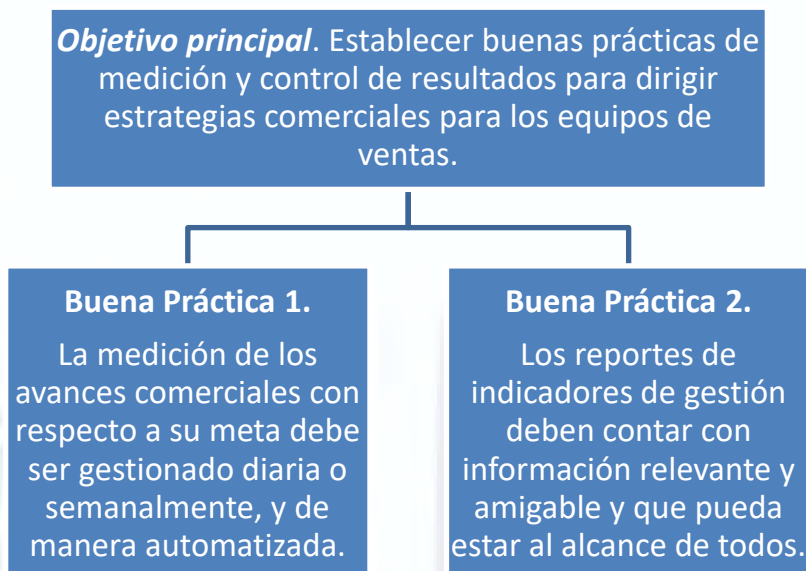 Objetivo principal. Establecer buenas prácticas de
medición y control de resultados para dirigir
estrategias comerciales para los equipos de
ventas.
Buena Práctica 1.
La medición de los
avances comerciales con
respecto a su meta debe
ser gestionado diaria o
semanalmente, y de
manera automatizada.
Buena Práctica 2.
Los reportes de
indicadores de gestión
deben contar con
información relevante y
amigable y que pueda
estar al alcance de todos.